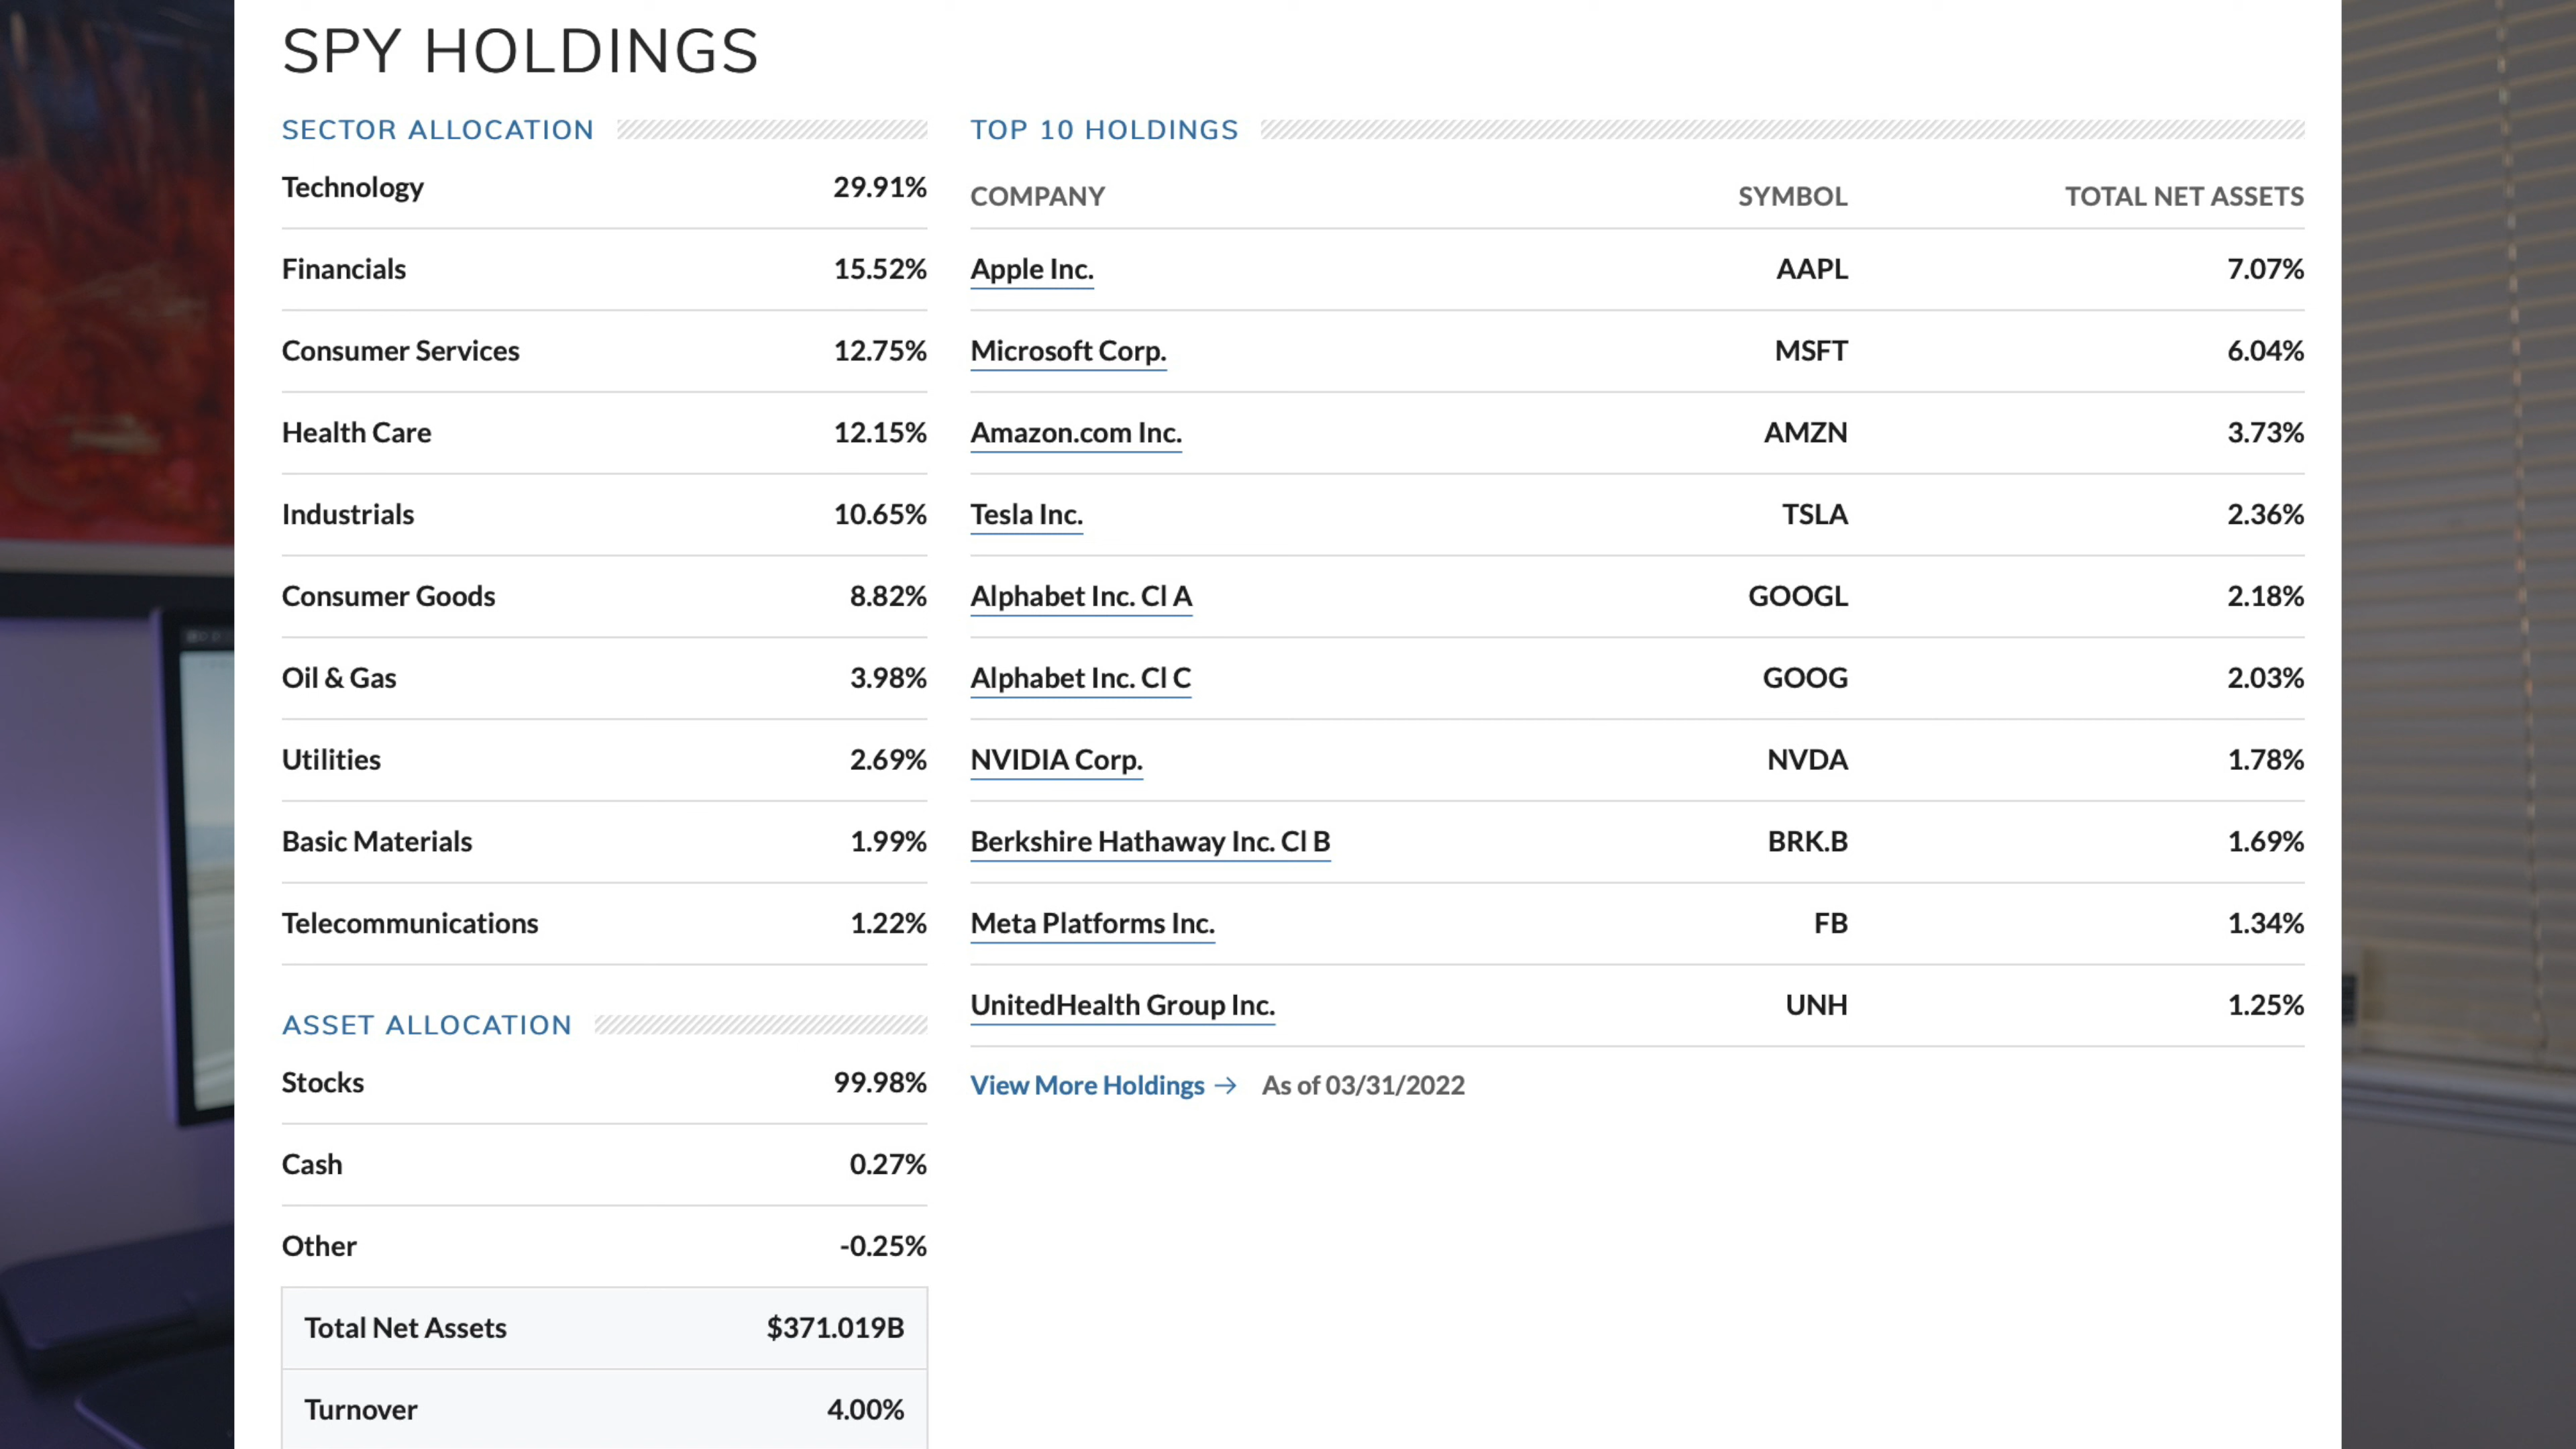 SPY HOLDINGS
SECTOR ALLOCATION
Technology 29.91%
Financials 15.52%
Consumer Services 12.75%
Health Care 12.15%
Industrials 10.65%
Consumer Goods 8.82%
Oil & Gas 3.98%
Utilities 2.69%
Basic Materials 1.99%
Telecommunications 1.22%
ASSET ALLOCATION
Stocks 99.98%
Cash 0.27%
Other -0.25%
Total Net Assets $371.019B
Turnover 4.00%
TOP 10 HOLDINGS
COMPANY SYMBOL TOTAL NET ASSETS
Apple Inc. AAPL 7.07%
Microsoft Corp. MSFT 6.04%
Amazon.com Inc. AMZN 3.73%
Tesla Inc. TSLA 2.36%
Alphabet Inc. Cl A GOOGL 2.18%
Alphabet Inc. Cl C GOOG 2.03%
NVIDIA Corp. NVDA 1.78%
Berkshire Hathaway Inc. Cl B BRK.B 1.69%
Meta Platforms Inc. FB 1.34%
UnitedHealth Group Inc. UNH 1.25%
View More Holdings → As of 03/31/2022